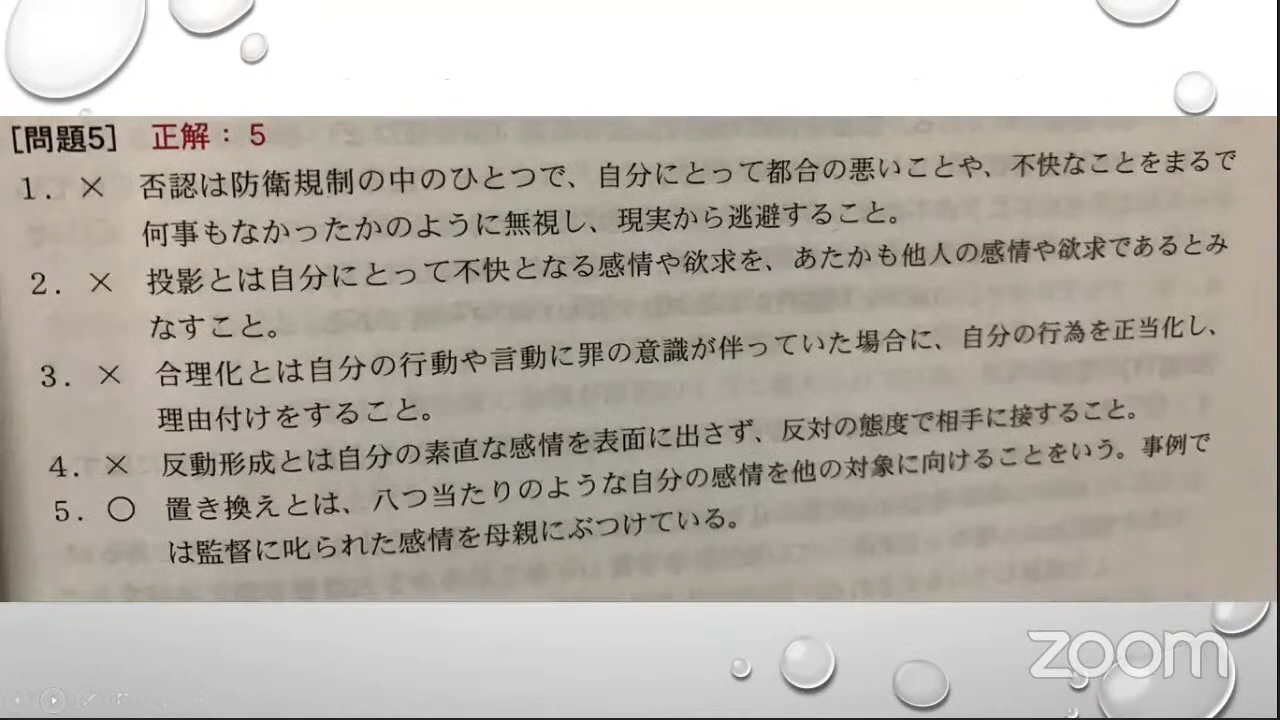 [問題5] 正解：5
1．× 否認は防衛規制の中のひとつで、自分にとって都合の悪いことや、不快なことをまるで
何事もなかったかのように無視し、現実から逃避すること。
2．× 投影とは自分にとって不快となる感情や欲求を、あたかも他人の感情や欲求であるとみ
なすこと。
3．× 合理化とは自分の行動や言動に罪の意識が伴っていた場合に、自分の行為を正当化し、
理由付けをすること。
4．× 反動形成とは自分の素直な感情を表面に出さず、反対の態度で相手に接すること。
5．○ 置き換えとは、八つ当たりのような自分の感情を他の対象に向けることをいう。事例で
は監督に叱られた感情を母親にぶつけている。
zoom